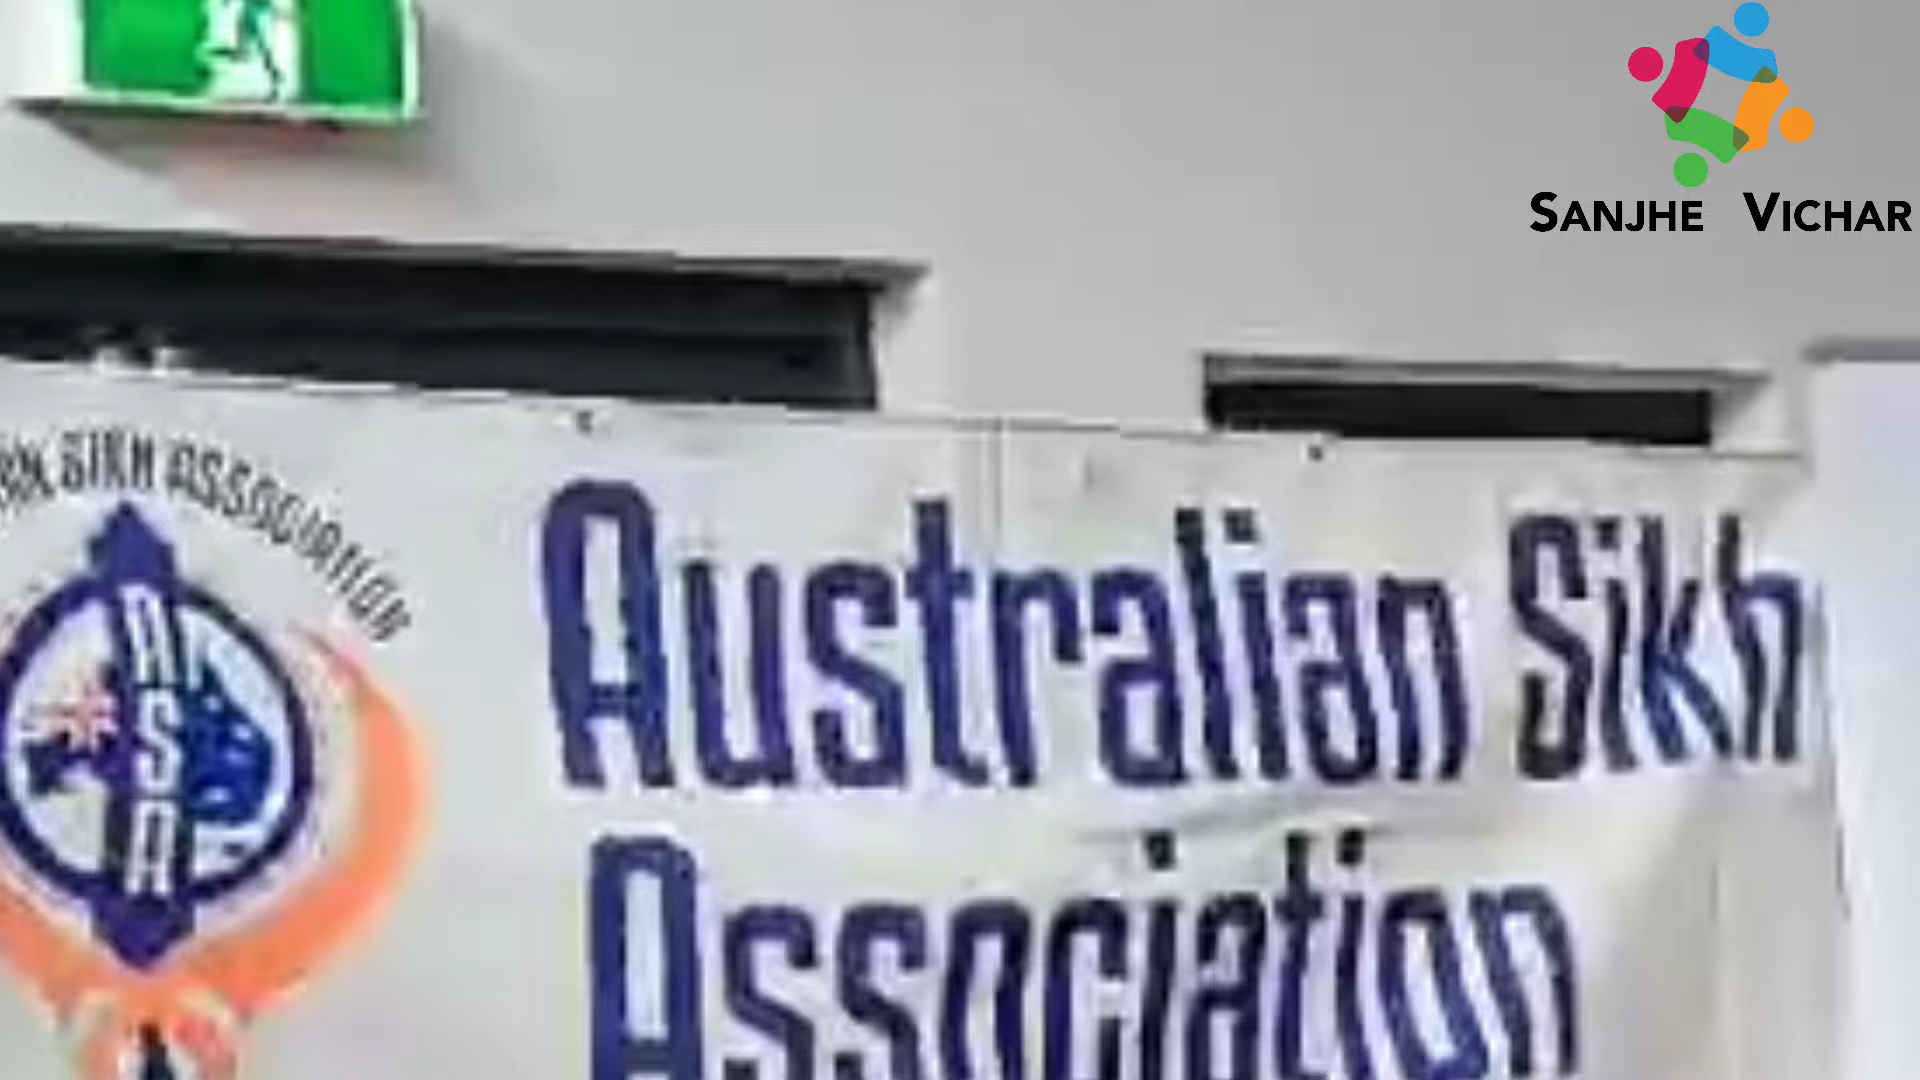 SANJHE VICHAR
SIKH ASSOCIATION
ASA
Australian Sikh
Association